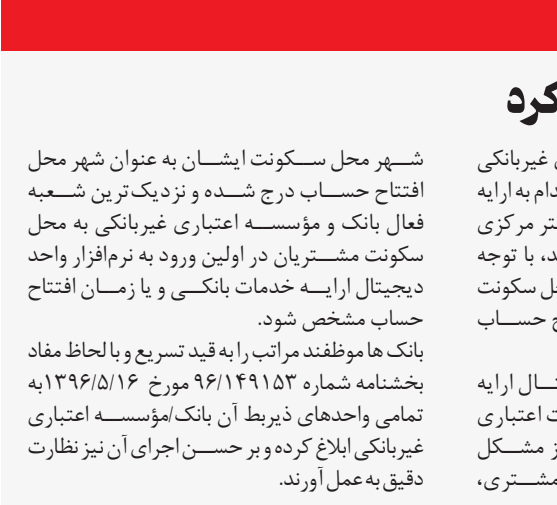 کرد
غیربانکی
دام به ارایه
تر مرکزی
د، با توجه
ل سکونت
ح حساب
ال ارایه
ت اعتباری
ز مشکل
مشتری،
شهر محل سکونت ایشان به عنوان شهر محل
افتتاح حساب درج شده و نزدیک‌ترین شعبه
فعال بانک و مؤسسه اعتباری غیربانکی به محل
سکونت مشتریان در اولین ورود به نرم‌افزار واحد
دیجیتال ارایه خدمات بانکی و یا زمان افتتاح
حساب مشخص شود.
بانک ها موظفند مراتب را به قید تسریع و با لحاظ مفاد
بخشنامه شماره ۹۶/۱۴۹۱۵۳ مورخ ۱۳۹۶/۵/۱۶به
تمامی واحدهای ذیربط آن بانک/مؤسسه اعتباری
غیربانکی ابلاغ کرده و بر حسن اجرای آن نیز نظارت
دقیق به عمل آورند.